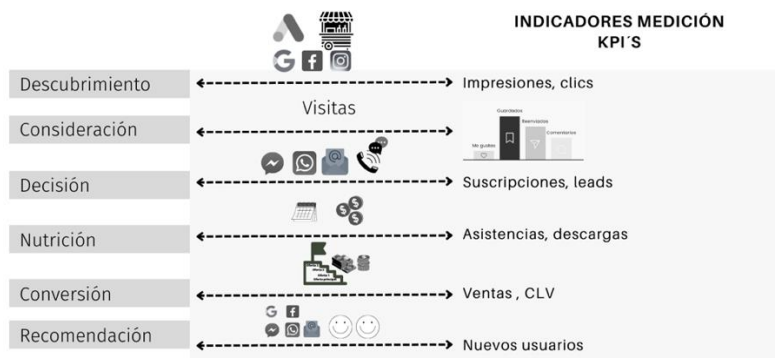 INDICADORES MEDICIÓN
KPI´S
Descubrimiento
Impresiones, clics
Visitas
Consideración
Guardados
Reenviados
Comentarios
Me gustas
Decisión
Suscripciones, leads
Nutrición
Asistencias, descargas
Conversión
Ventas , CLV
Recomendación
Nuevos usuarios